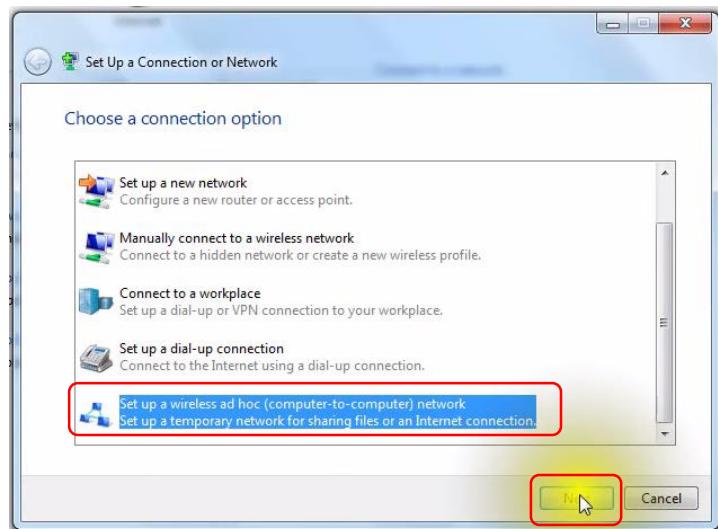 Set Up a Connection or Network
Choose a connection option
Set up a new network
Configure a new router or access point.
Manually connect to a wireless network
Connect to a hidden network or create a new wireless profile.
Connect to a workplace
Set up a dial-up or VPN connection to your workplace.
Set up a dial-up connection
Connect to the Internet using a dial-up connection.
Set up a wireless ad hoc (computer-to-computer) network
Set up a temporary network for sharing files or an Internet connection.
Cancel